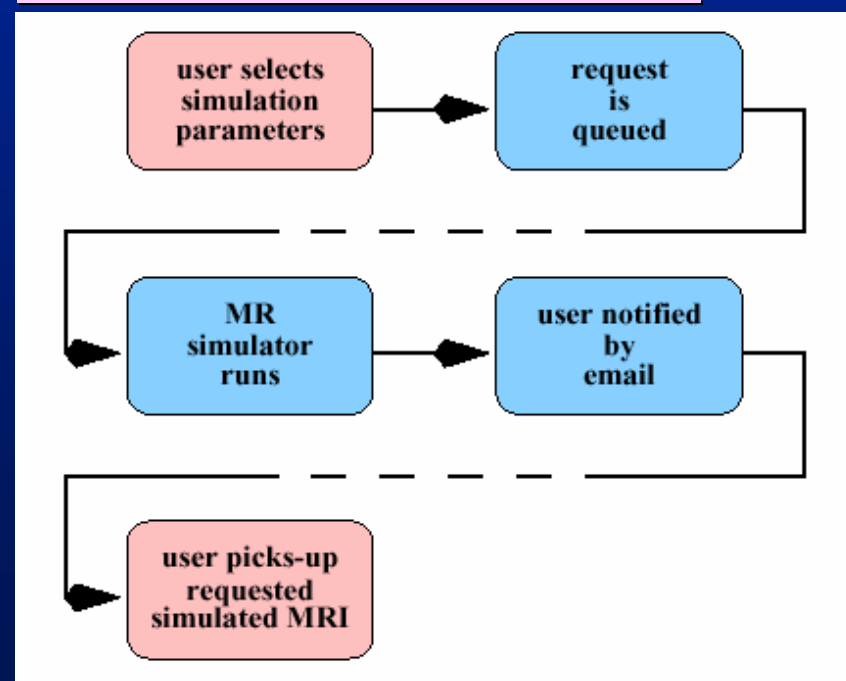 user selects
simulation
parameters
request
is
queued
MR
simulator
runs
user notified
by
email
user picks-up
requested
simulated MRI